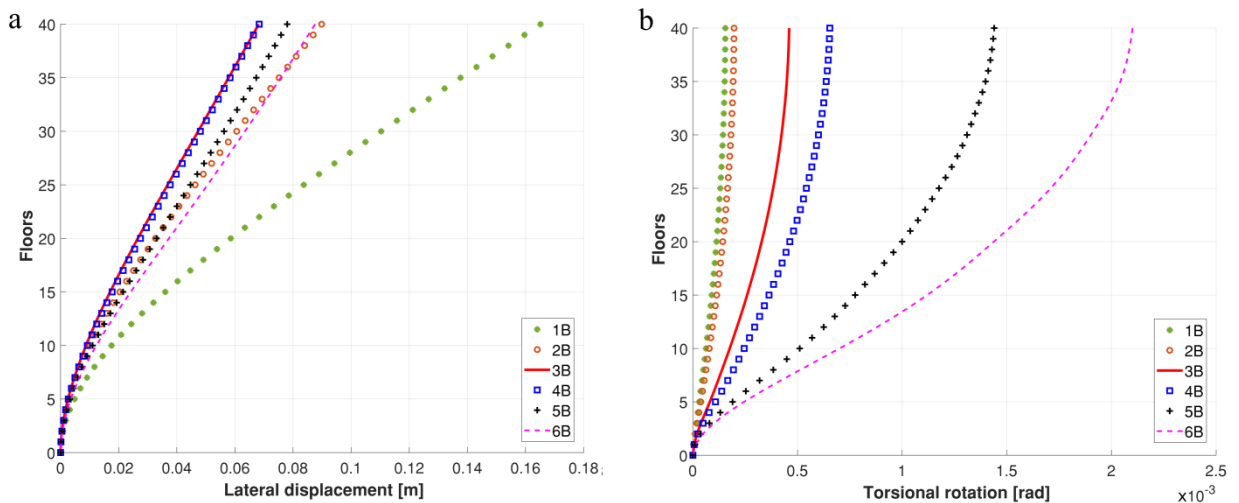 a
40
35
30
25
20
15
10
5
0
Floors
0
0.02
0.04
0.06
0.08
0.1
0.12
0.14
0.16
0.18
Lateral displacement [m]
1B
2B
3B
4B
5B
6B
b
40
35
30
25
20
15
10
5
0
Floors
0
0.5
1
1.5
2
2.5
×10⁻³
Torsional rotation [rad]
1B
2B
3B
4B
5B
6B